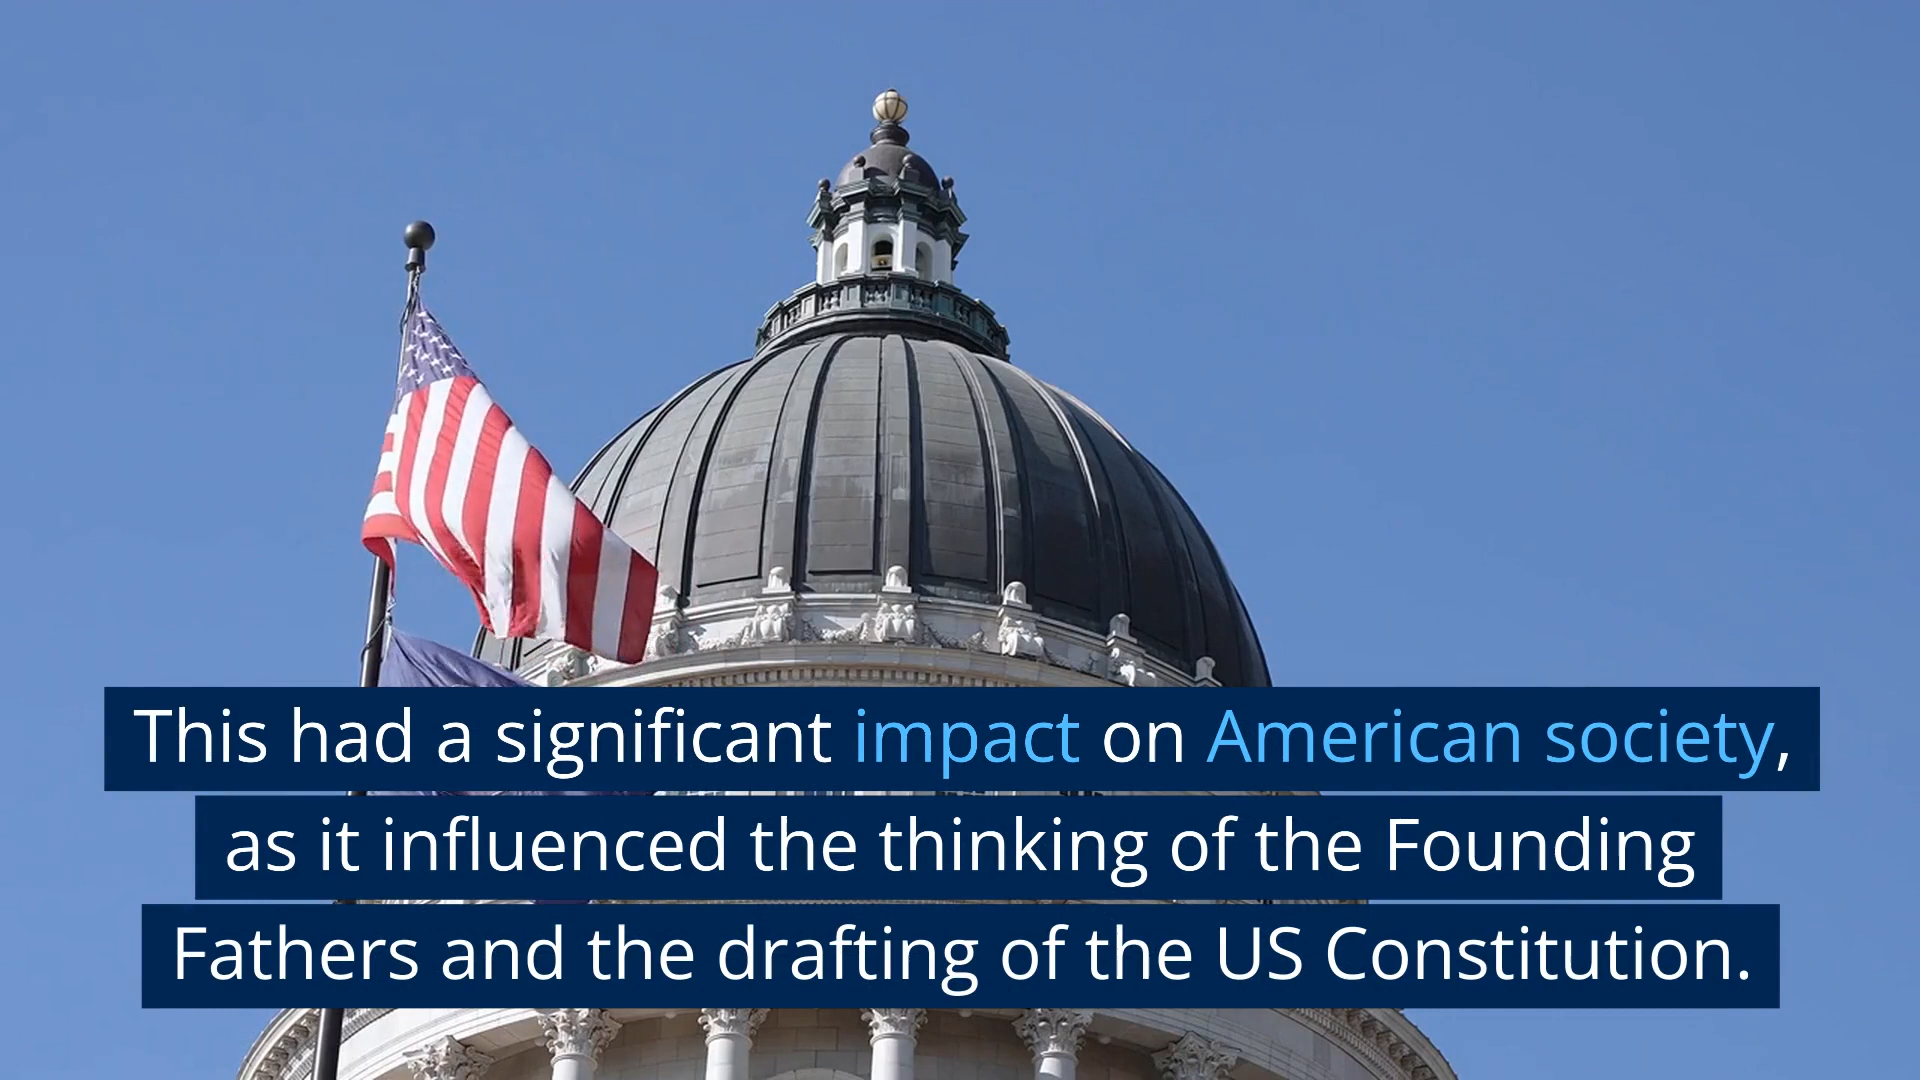 This had a significant impact on American society,
as it influenced the thinking of the Founding
Fathers and the drafting of the US Constitution.